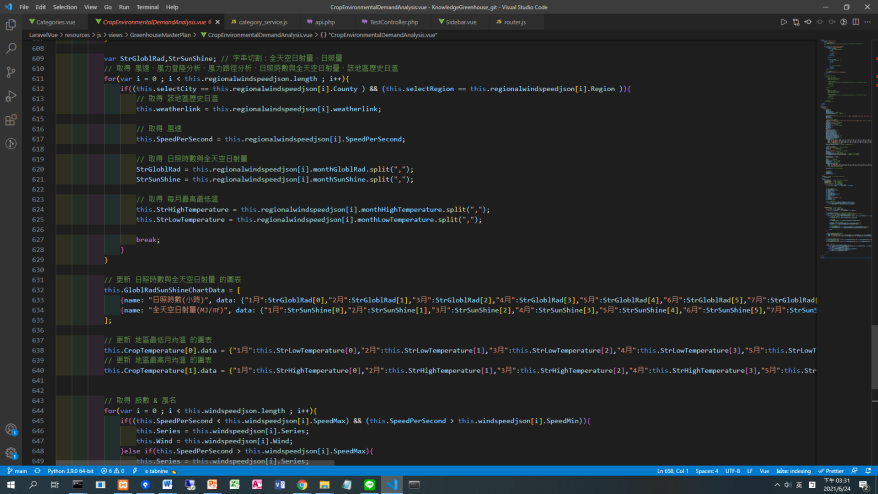 File Edit Selection View Go Run Terminal Help
CropEnvironmentalDemandAnalysis.vue - KnowledgeGreenhouse_git - Visual Studio Code
Categories.vue CropEnvironmentalDemandAnalysis.vue 6 category_service.js api.php TestController.php Sidebar.vue router.js
LaravelVue > resources > js > views > GreenhouseMasterPlan > CropEnvironmentalDemandAnalysis.vue > {} "CropEnvironmentalDemandAnalysis.vue"
608
609 var StrGloblRad,StrSunShine; // 字串切割：全天空日射量、日照量
610 // 取得 風速、風力登陸分析、風力路徑分析、日照時數與全天空日射量、該地區歷史日溫
611 for(var i = 0 ; i < this.regionalwindspeedjson.length ; i++){
612 if((this.selectCity == this.regionalwindspeedjson[i].County ) && (this.selectRegion == this.regionalwindspeedjson[i].Region )){
613 // 取得 該地區歷史日溫
614 this.weatherlink = this.regionalwindspeedjson[i].weatherlink;
615
616 // 取得 風速
617 this.SpeedPerSecond = this.regionalwindspeedjson[i].SpeedPerSecond;
618
619 // 取得 日照時數與全天空日射量
620 StrGloblRad = this.regionalwindspeedjson[i].monthGloblRad.split(",");
621 StrSunShine = this.regionalwindspeedjson[i].monthSunShine.split(",");
622
623 // 取得 每月最高最低溫
624 this.StrHighTemperature = this.regionalwindspeedjson[i].monthHighTemperature.split(",");
625 this.StrLowTemperature = this.regionalwindspeedjson[i].monthLowTemperature.split(",");
626
627 break;
628 }
629 }
630
631 // 更新 日照時數與全天空日射量 的圖表
632 this.GloblRadSunShineChartData = [
633 {name: "日照時數(小時)", data: {"1月":StrGloblRad[0],"2月":StrGloblRad[1],"3月":StrGloblRad[2],"4月":StrGloblRad[3],"5月":StrGloblRad[4],"6月":StrGloblRad[5],"7月":StrGloblRad[
634 {name: "全天空日射量(MJ/㎡)", data: {"1月":StrSunShine[0],"2月":StrSunShine[1],"3月":StrSunShine[2],"4月":StrSunShine[3],"5月":StrSunShine[4],"6月":StrSunShine[5],"7月":StrSunSh
635 ];
636
637 // 更新 地區最低月均溫 的圖表
638 this.CropTemperature[0].data = {"1月":this.StrLowTemperature[0],"2月":this.StrLowTemperature[1],"3月":this.StrLowTemperature[2],"4月":this.StrLowTemperature[3],"5月":this.StrLowT
639 // 更新 地區最高月均溫 的圖表
640 this.CropTemperature[1].data = {"1月":this.StrHighTemperature[0],"2月":this.StrHighTemperature[1],"3月":this.StrHighTemperature[2],"4月":this.StrHighTemperature[3],"5月":this.Str
641
642
643 // 取得 級數 & 風名
644 for(var i = 0 ; i < this.windspeedjson.length ; i++){
645 if((this.SpeedPerSecond < this.windspeedjson[i].SpeedMax) && (this.SpeedPerSecond > this.windspeedjson[i].SpeedMin)){
646 this.Series = this.windspeedjson[i].Series;
647 this.Wind = this.windspeedjson[i].Wind;
648 }else if(this.SpeedPerSecond > this.windspeedjson[i].SpeedMax){
649 this.Series = this.windspeedjson[i].Series;
main Python 3.9.0 64-bit 6 0 tabnine Ln 658, Col 1 Spaces: 4 UTF-8 LF Vue indexing Prettier
英 下午 03:31
2021/6/24 2